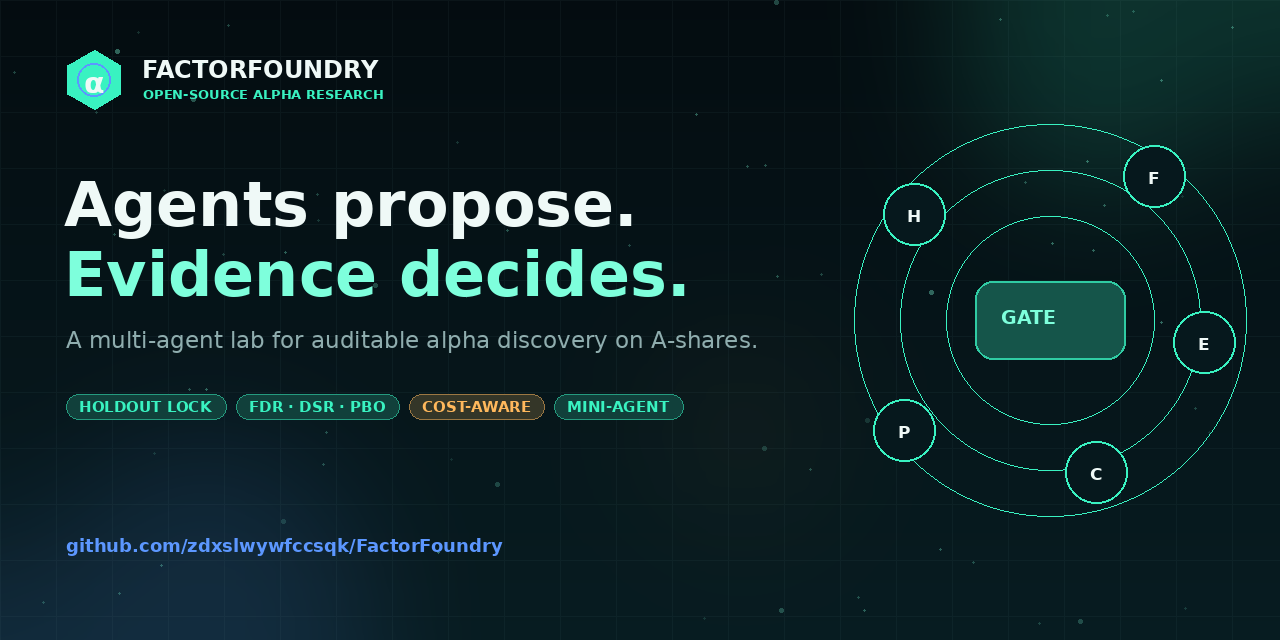 α
FACTORFOUNDRY
OPEN-SOURCE ALPHA RESEARCH
Agents propose.
Evidence decides.
A multi-agent lab for auditable alpha discovery on A-shares.
HOLDOUT LOCK
FDR · DSR · PBO
COST-AWARE
MINI-AGENT
github.com/zdxslwywfccsqk/FactorFoundry
F
H
GATE
E
P
C